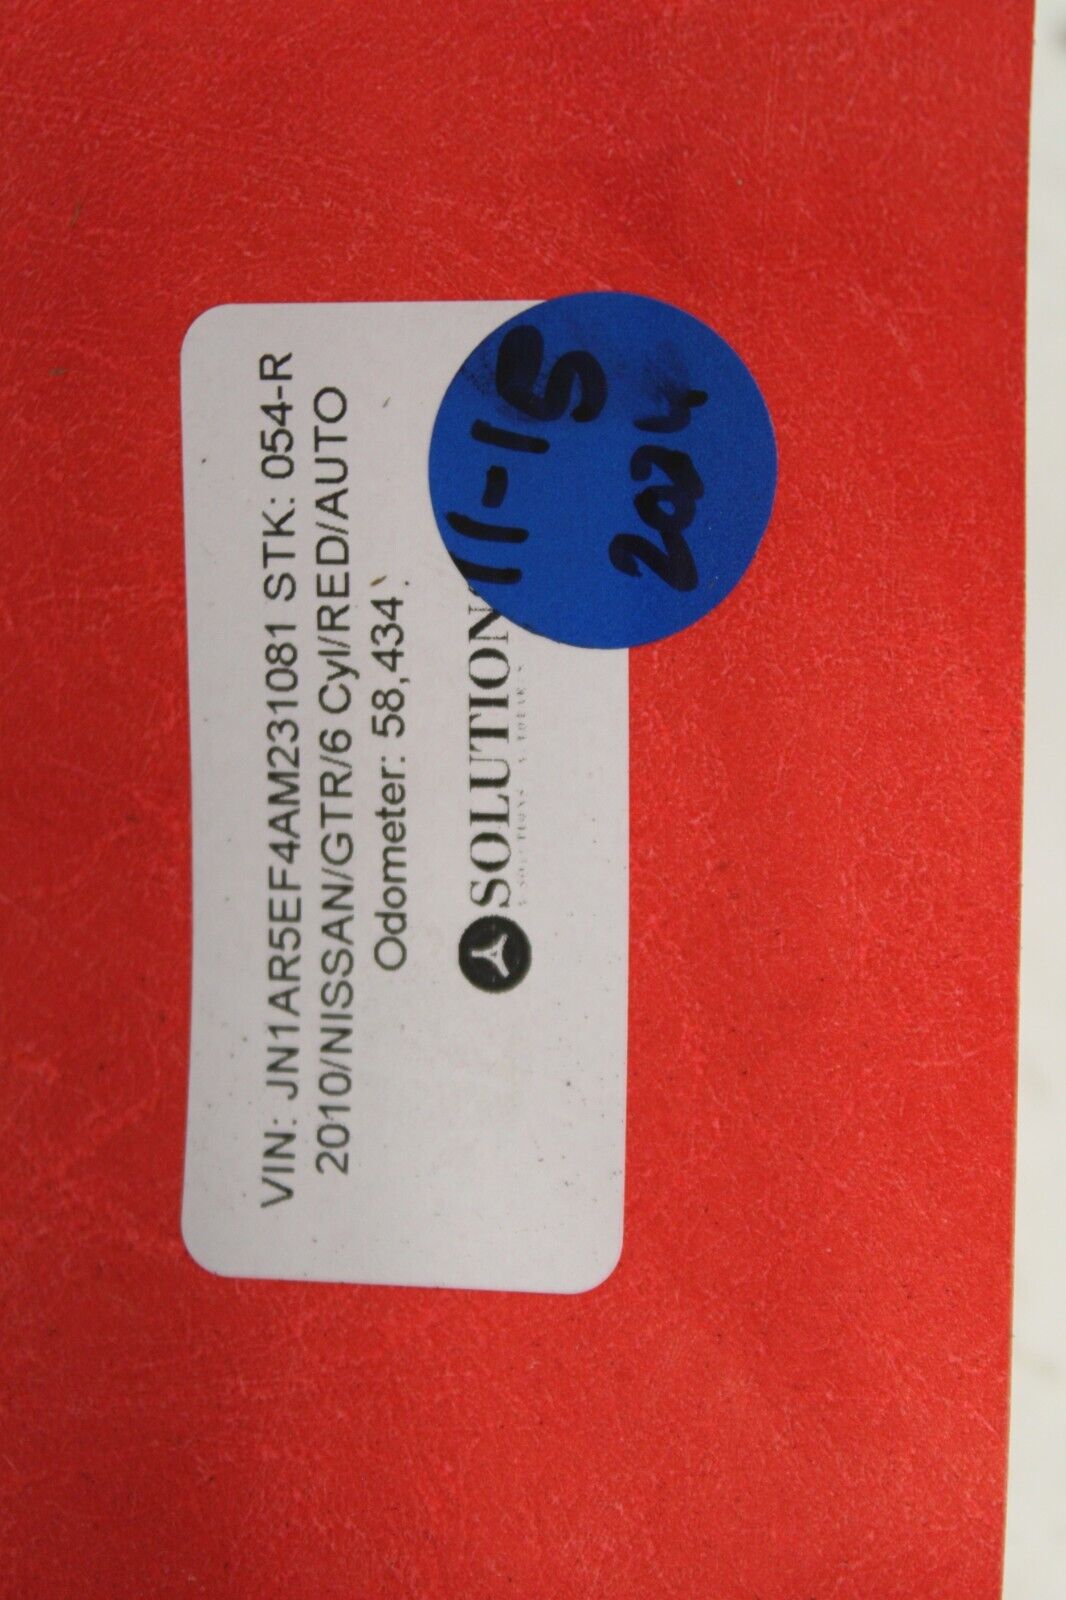 VIN: JN1AR5EF4AM231081 STK: 054-R
2010/NISSAN/GTR/6 Cyl/RED/AUTO
Odometer: 58,434
SOLUTION
11-15
2024